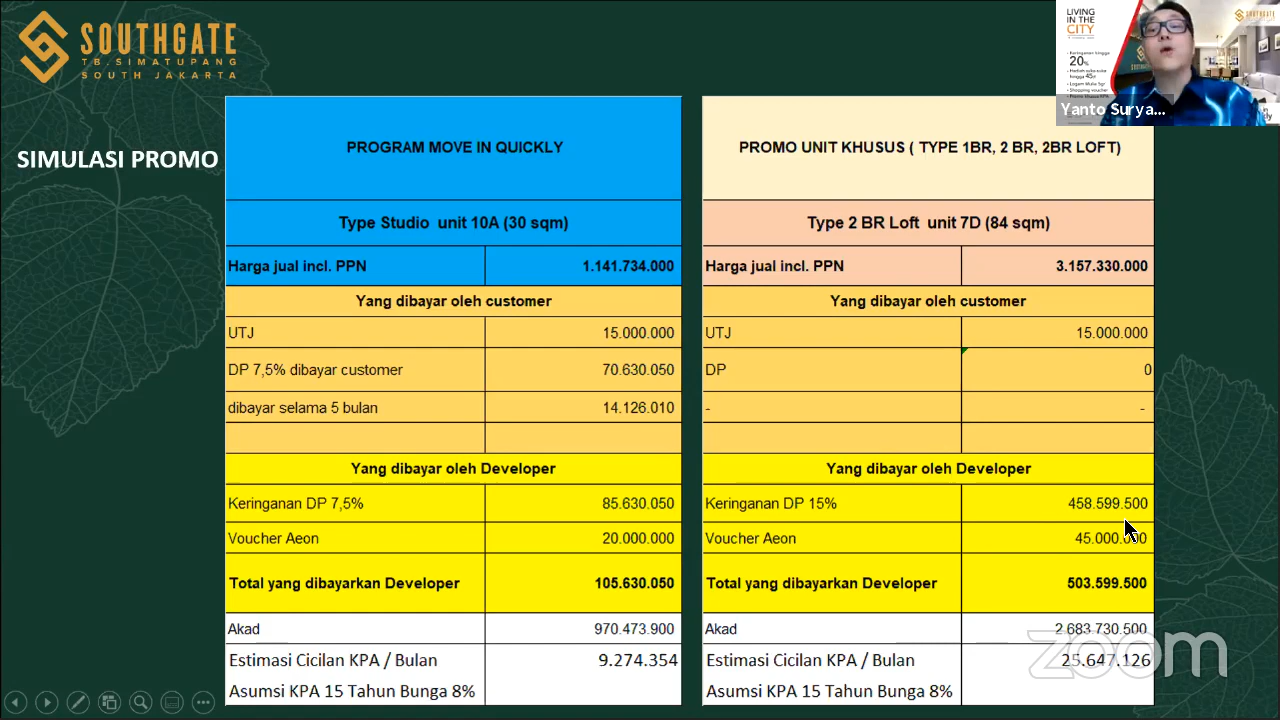 SOUTHGATE
TB.SIMATUPANG
SOUTH JAKARTA
SIMULASI PROMO
PROGRAM MOVE IN QUICKLY
Type Studio unit 10A (30 sqm)
Harga jual incl. PPN 1.141.734.000
Yang dibayar oleh customer
UTJ 15.000.000
DP 7,5% dibayar customer 70.630.050
dibayar selama 5 bulan 14.126.010
Yang dibayar oleh Developer
Keringanan DP 7,5% 85.630.050
Voucher Aeon 20.000.000
Total yang dibayarkan Developer 105.630.050
Akad 970.473.900
Estimasi Cicilan KPA / Bulan 9.274.354
Asumsi KPA 15 Tahun Bunga 8%
PROMO UNIT KHUSUS ( TYPE 1BR, 2 BR, 2BR LOFT)
Type 2 BR Loft unit 7D (84 sqm)
Harga jual incl. PPN 3.157.330.000
Yang dibayar oleh customer
UTJ 15.000.000
DP 0
- -
Yang dibayar oleh Developer
Keringanan DP 15% 458.599.500
Voucher Aeon 45.000.000
Total yang dibayarkan Developer 503.599.500
Akad 2.683.730.500
Estimasi Cicilan KPA / Bulan 25.647.126
Asumsi KPA 15 Tahun Bunga 8%
LIVING
IN THE
CITY
20%
Yanto Surya...
zoom